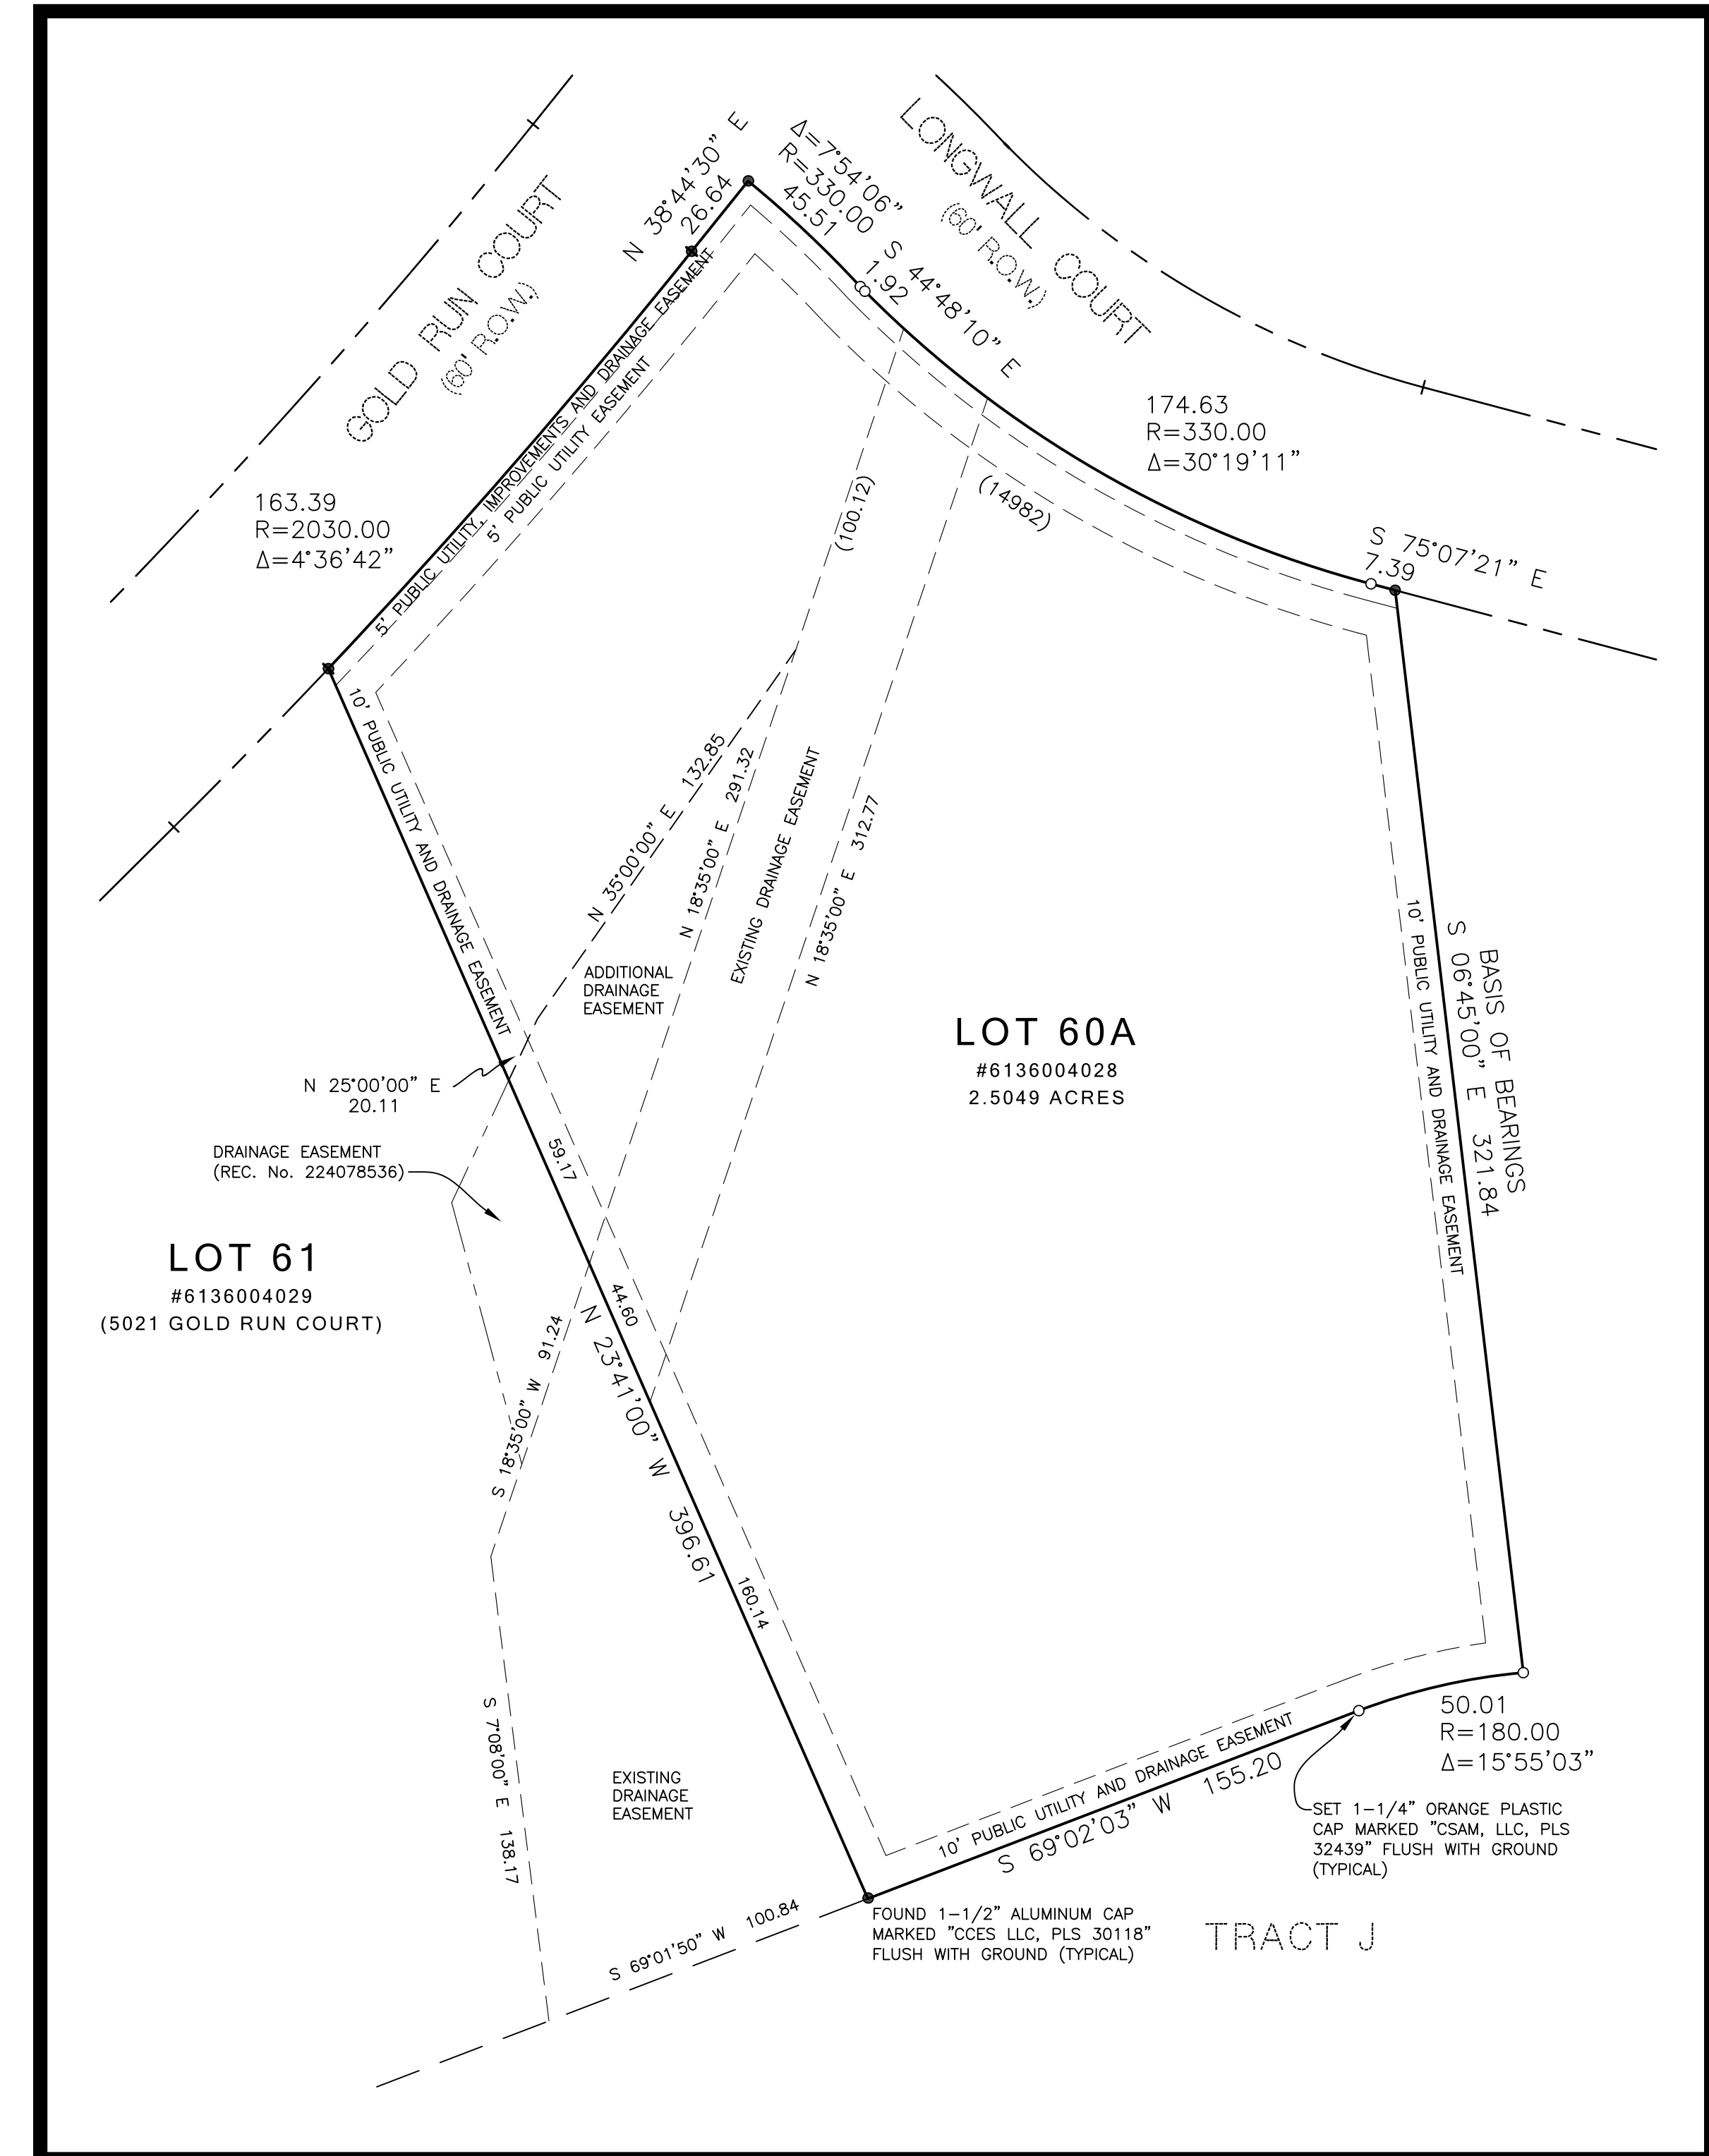 N 38°44'30" E
26.64
Δ=7°54'06"
R=330.00
45.51
S 44°48'10" E
1.92
LONGWALL COURT
(60' R.O.W.)
GOLD RUN COURT
(60' R.O.W.)
174.63
R=330.00
Δ=30°19'11"
163.39
R=2030.00
Δ=4°36'42"
5' PUBLIC UTILITY, IMPROVEMENTS AND DRAINAGE EASEMENT
5' PUBLIC UTILITY EASEMENT
(100.12)
(14982)
S 75°07'21" E
7.39
10' PUBLIC UTILITY AND DRAINAGE EASEMENT
N 35°00'00" E 132.85
N 18°35'00" E 291.32
EXISTING DRAINAGE EASEMENT
N 18°35'00" E 312.77
ADDITIONAL
DRAINAGE
EASEMENT
LOT 60A
#6136004028
2.5049 ACRES
10' PUBLIC UTILITY AND DRAINAGE EASEMENT
BASIS OF BEARINGS
S 06°45'00" E 321.84
N 25°00'00" E
20.11
DRAINAGE EASEMENT
(REC. No. 224078536)
59.17
LOT 61
#6136004029
(5021 GOLD RUN COURT)
44.60
S 18°35'00" W 91.24
N 23°41'00" W 396.61
160.14
S 7°08'00" E 138.17
EXISTING
DRAINAGE
EASEMENT
10' PUBLIC UTILITY AND DRAINAGE EASEMENT
S 69°02'03" W 155.20
50.01
R=180.00
Δ=15°55'03"
SET 1-1/4" ORANGE PLASTIC
CAP MARKED "CSAM, LLC, PLS
32439" FLUSH WITH GROUND
(TYPICAL)
S 69°01'50" W 100.84
FOUND 1-1/2" ALUMINUM CAP
MARKED "CCES LLC, PLS 30118"
FLUSH WITH GROUND (TYPICAL)
TRACT J